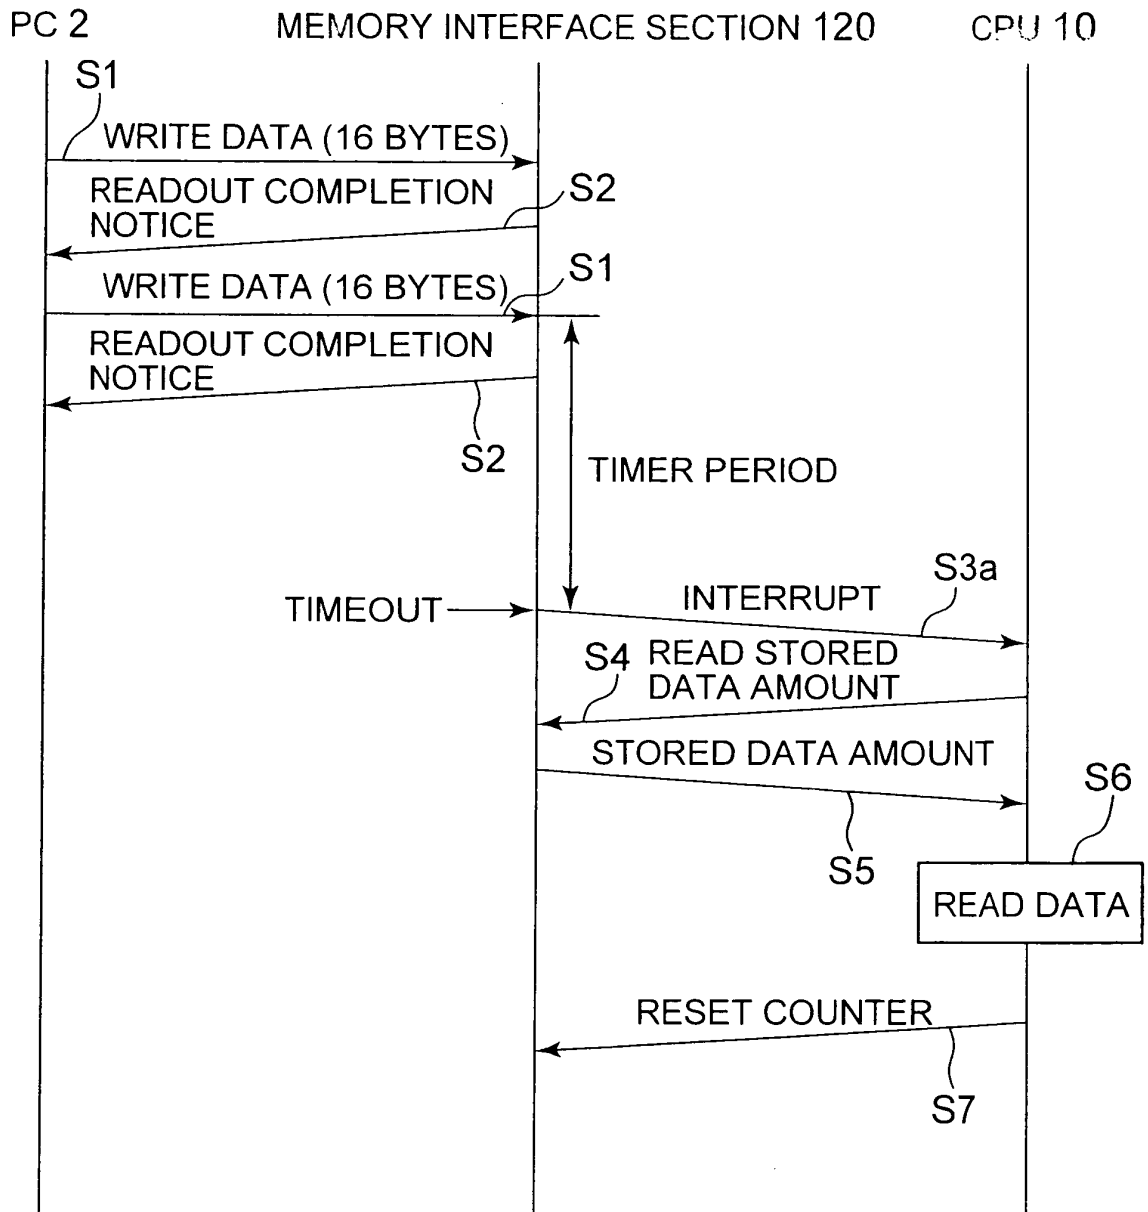 PC 2 MEMORY INTERFACE SECTION 120 CPU 10
S1
WRITE DATA (16 BYTES)
READOUT COMPLETION
NOTICE
S2
WRITE DATA (16 BYTES)
S1
READOUT COMPLETION
NOTICE
S2
TIMER PERIOD
TIMEOUT
INTERRUPT
S3a
S4
READ STORED
DATA AMOUNT
STORED DATA AMOUNT
S5
S6
READ DATA
RESET COUNTER
S7